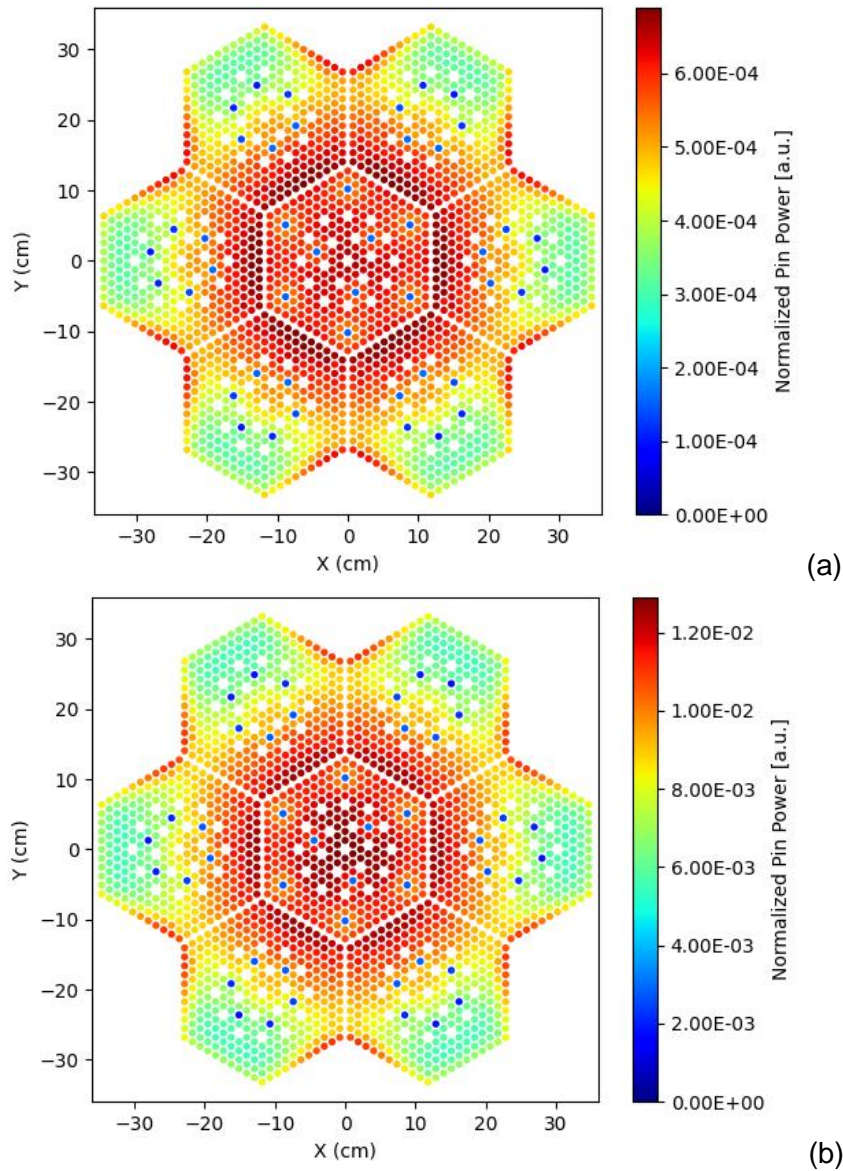 30
20
10
0
−10
−20
−30
Y (cm)
−30 −20 −10 0 10 20 30
X (cm)
6.00E-04
5.00E-04
4.00E-04
3.00E-04
2.00E-04
1.00E-04
0.00E+00
Normalized Pin Power [a.u.]
(a)
30
20
10
0
−10
−20
−30
Y (cm)
−30 −20 −10 0 10 20 30
X (cm)
1.20E-02
1.00E-02
8.00E-03
6.00E-03
4.00E-03
2.00E-03
0.00E+00
Normalized Pin Power [a.u.]
(b)